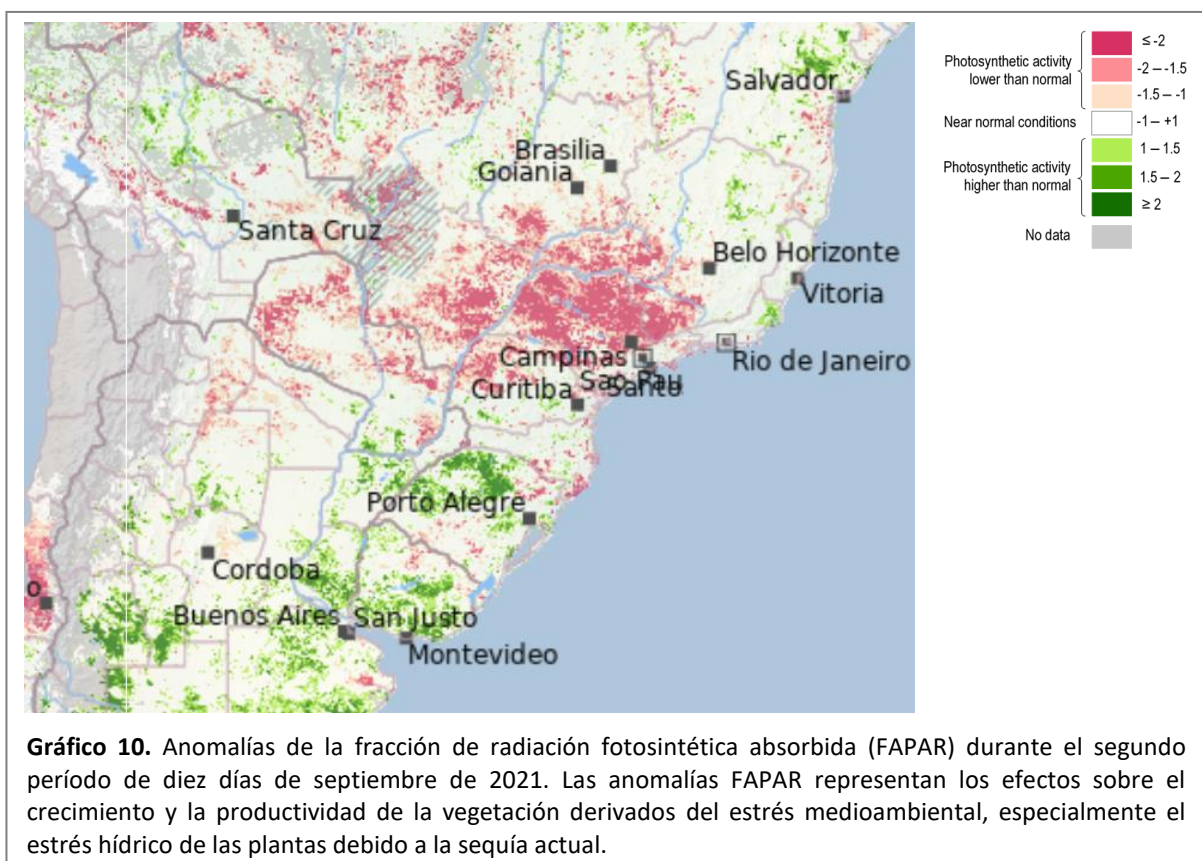 Salvador
Brasilia
Goiania
Santa Cruz
Belo Horizonte
Vitoria
Campinas
Rio de Janeiro
Curitiba
Porto Alegre
Cordoba
Buenos Aires
San Justo
Montevideo
o
Photosynthetic activity
lower than normal
≤ -2
-2 – -1.5
-1.5 – -1
Near normal conditions
-1 – +1
Photosynthetic activity
higher than normal
1 – 1.5
1.5 – 2
≥ 2
No data
Gráfico 10. Anomalías de la fracción de radiación fotosintética absorbida (FAPAR) durante el segundo
período de diez días de septiembre de 2021. Las anomalías FAPAR representan los efectos sobre el
crecimiento y la productividad de la vegetación derivados del estrés medioambiental, especialmente el
estrés hídrico de las plantas debido a la sequía actual.